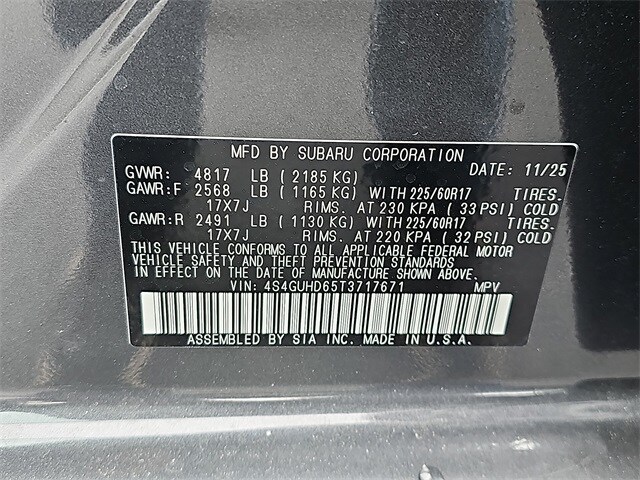 MFD BY SUBARU CORPORATION
GVWR: 4817 LB ( 2185 KG) DATE: 11/25
GAWR:F 2568 LB ( 1165 KG) WITH 225/60R17 TIRES.
17X7J RIMS. AT 230 KPA ( 33 PSI) COLD
GAWR:R 2491 LB ( 1130 KG) WITH 225/60R17 TIRES.
17X7J RIMS. AT 220 KPA ( 32 PSI) COLD
THIS VEHICLE CONFORMS TO ALL APPLICABLE FEDERAL MOTOR
VEHICLE SAFETY AND THEFT PREVENTION STANDARDS
IN EFFECT ON THE DATE OF MANUFACTURE SHOWN ABOVE.
VIN: 4S4GUHD65T3717671 MPV
ASSEMBLED BY SIA INC. MADE IN U.S.A.